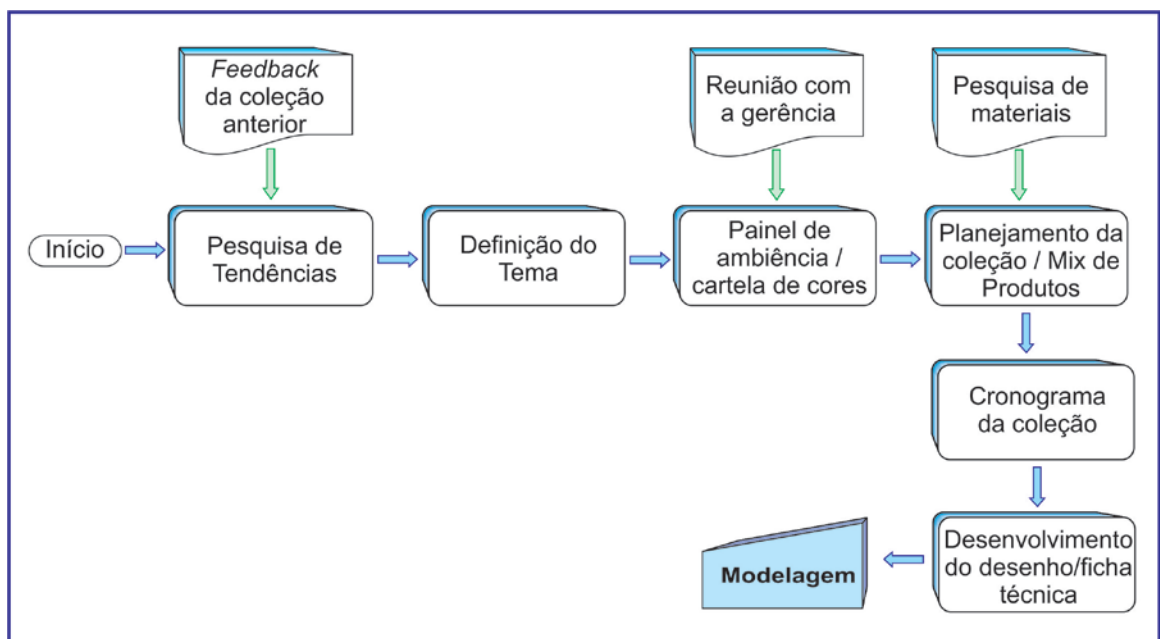 Feedback
da coleção
anterior
Reunião com
a gerência
Pesquisa de
materiais
Início
Pesquisa de
Tendências
Definição do
Tema
Painel de
ambiência /
cartela de cores
Planejamento da
coleção / Mix de
Produtos
Cronograma
da coleção
Modelagem
Desenvolvimento
do desenho/ficha
técnica